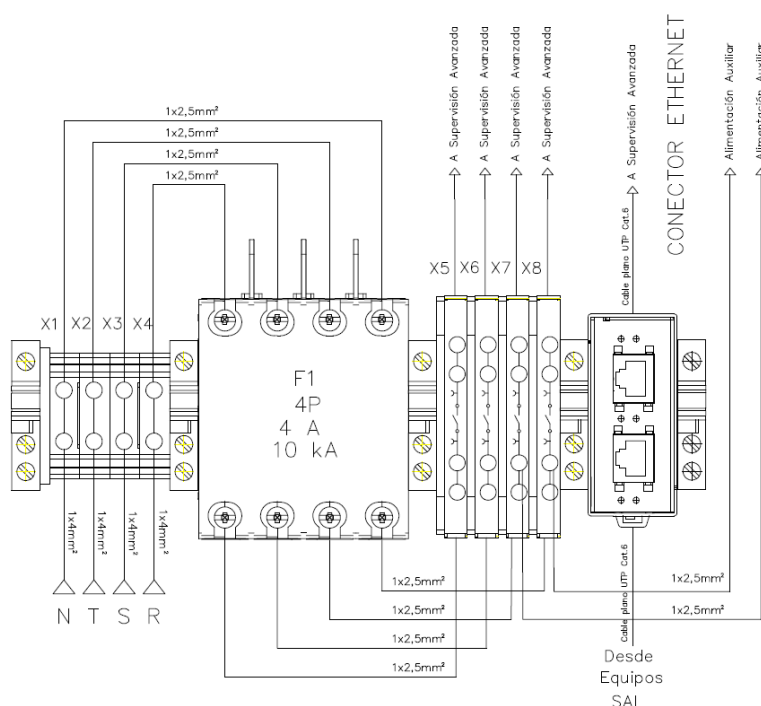 A Supervisión Avanzada
A Supervisión Avanzada
A Supervisión Avanzada
A Supervisión Avanzada
A Supervisión Avanzada
CONECTOR ETHERNET
Alimentación Auxiliar
Alimentación Auxiliar
1x2,5mm²
1x2,5mm²
1x2,5mm²
1x2,5mm²
Cable plano UTP Cat.6
X5
X6
X7
X8
X1
X2
X3
X4
F1
4P
4 A
10 kA
1x4mm²
1x4mm²
1x4mm²
1x4mm²
N T S R
1x2,5mm²
1x2,5mm²
1x2,5mm²
1x2,5mm²
1x2,5mm²
1x2,5mm²
Cable plano UTP Cat.6
Desde
Equipos
SAI